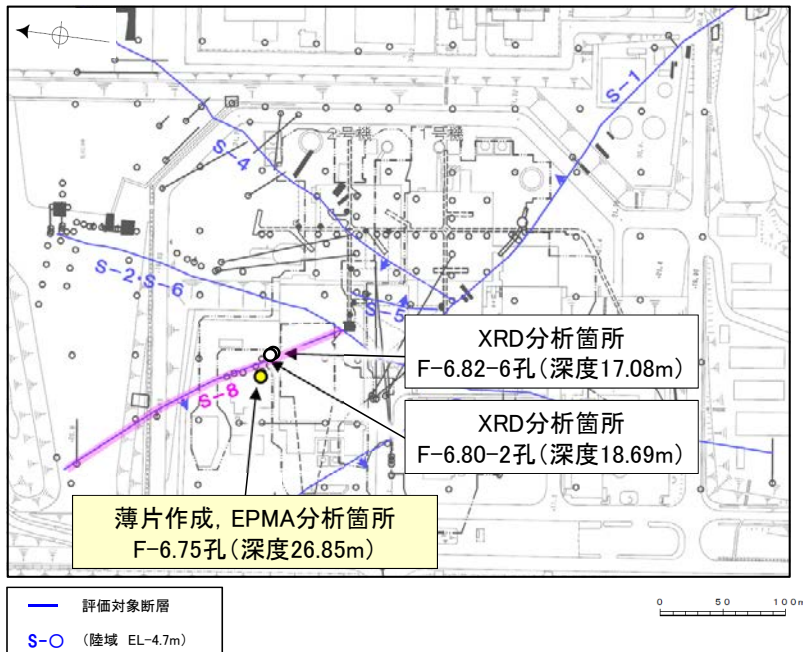 S-1
2号機
1号機
S-4
S-2・S-6
S-5
S-8
XRD分析箇所
F-6.82-6孔(深度17.08m)
XRD分析箇所
F-6.80-2孔(深度18.69m)
薄片作成, EPMA分析箇所
F-6.75孔(深度26.85m)
評価対象断層
S-○ (陸域 EL-4.7m)
0 50 100m